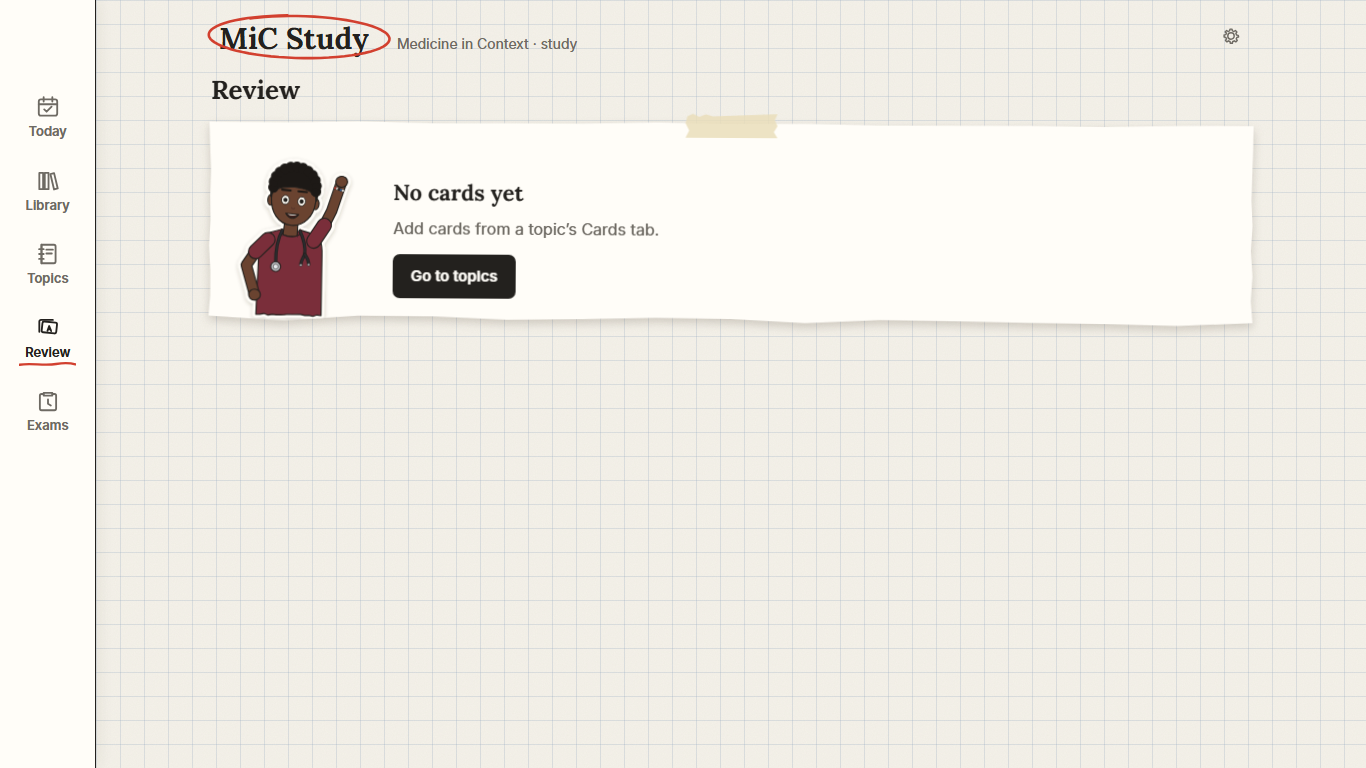 MiC Study
Medicine in Context · study
Review
Today
Library
Topics
Review
Exams
No cards yet
Add cards from a topic’s Cards tab.
Go to topics